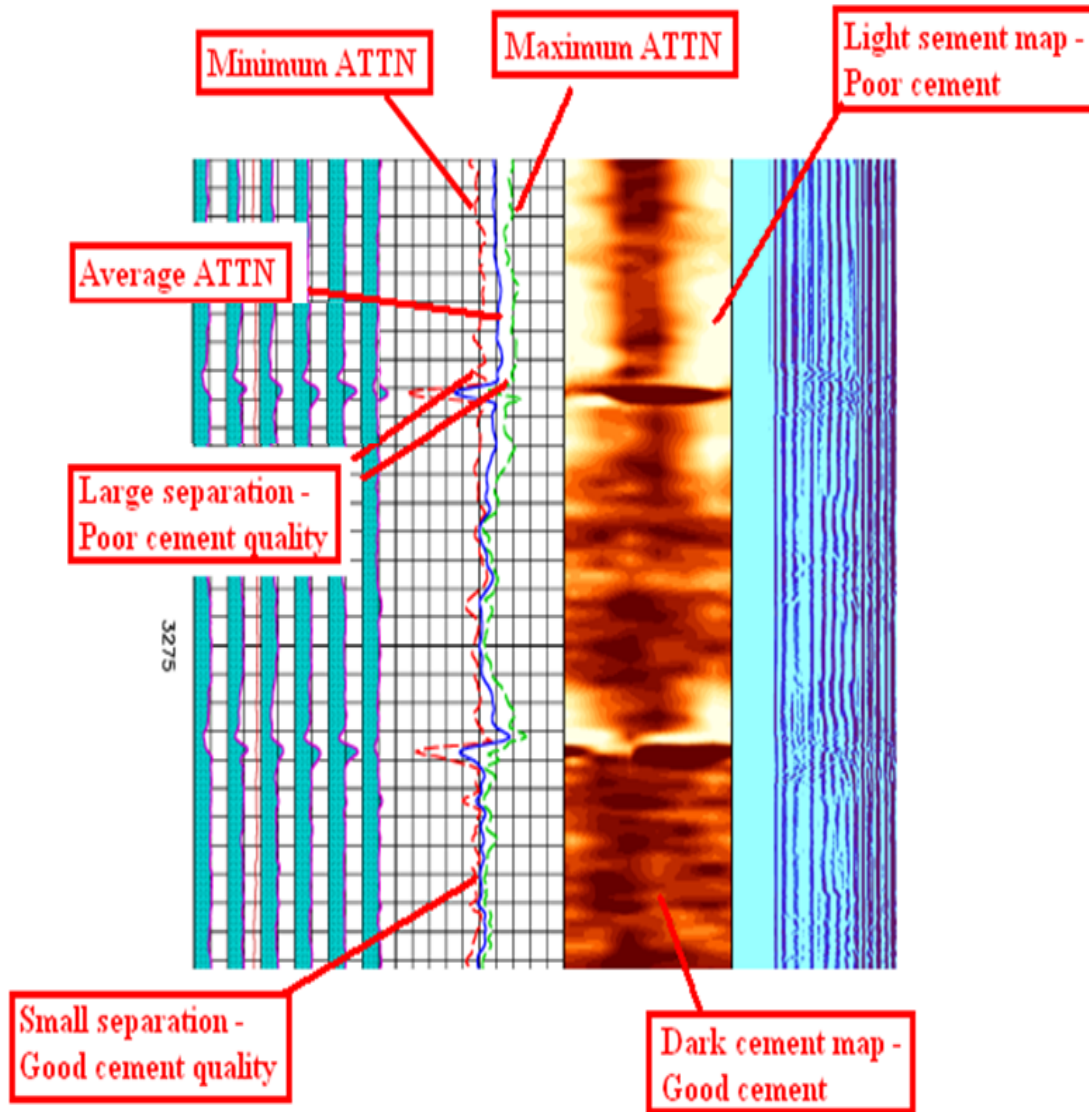 Minimum ATTN
Maximum ATTN
Light sement map -
Poor cement
Average ATTN
Large separation -
Poor cement quality
3275
Small separation -
Good cement quality
Dark cement map -
Good cement